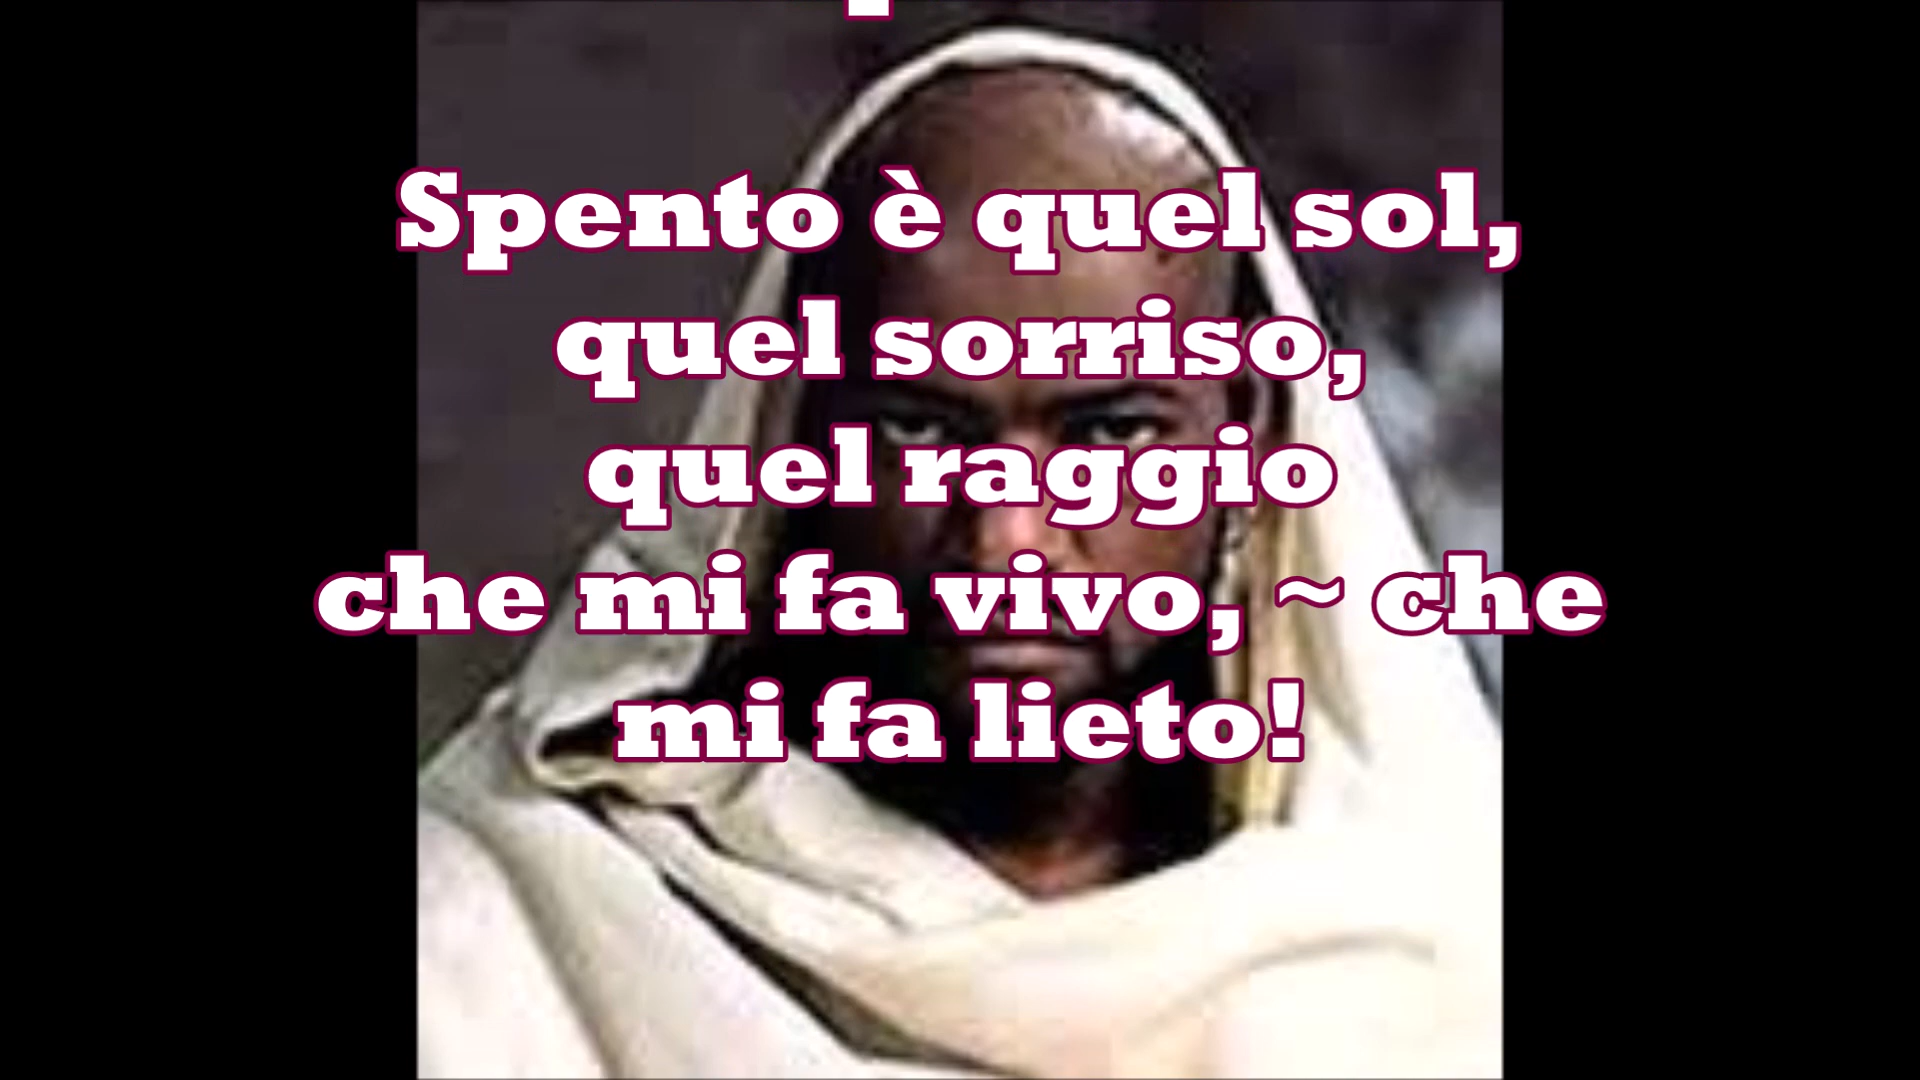 Spento è quel sol,
quel sorriso,
quel raggio
che mi fa vivo, ~ che
mi fa lieto!